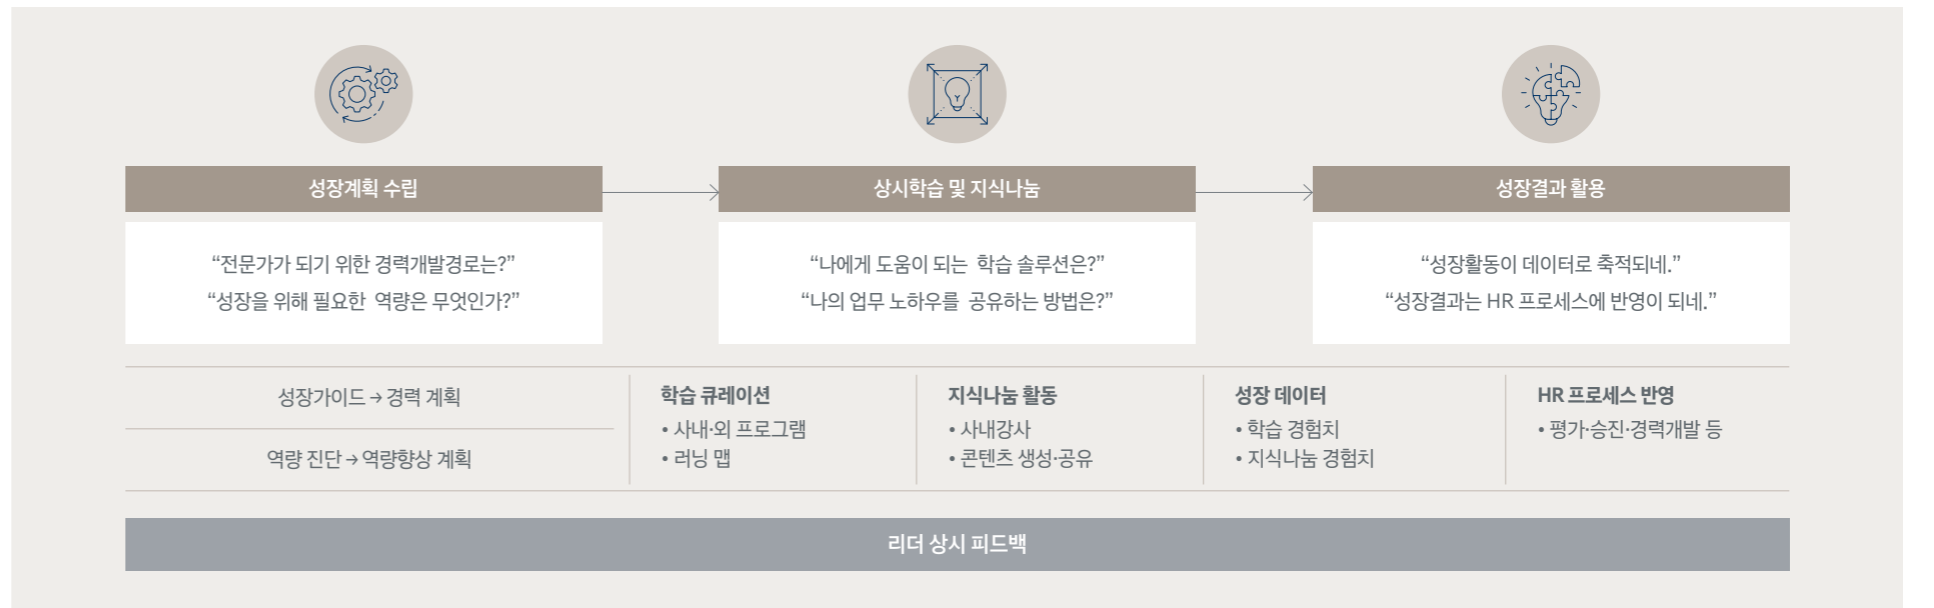 성장계획 수립
상시학습 및 지식나눔
성장결과 활용
“전문가가 되기 위한 경력개발경로는?”
“성장을 위해 필요한 역량은 무엇인가?”
“나에게 도움이 되는 학습 솔루션은?”
“나의 업무 노하우를 공유하는 방법은?”
“성장활동이 데이터로 축적되네.”
“성장결과는 HR 프로세스에 반영이 되네.”
성장가이드 → 경력 계획
역량 진단 → 역량향상 계획
학습 큐레이션
• 사내·외 프로그램
• 러닝 맵
지식나눔 활동
• 사내강사
• 콘텐츠 생성·공유
성장 데이터
• 학습 경험치
• 지식나눔 경험치
HR 프로세스 반영
• 평가·승진·경력개발 등
리더 상시 피드백